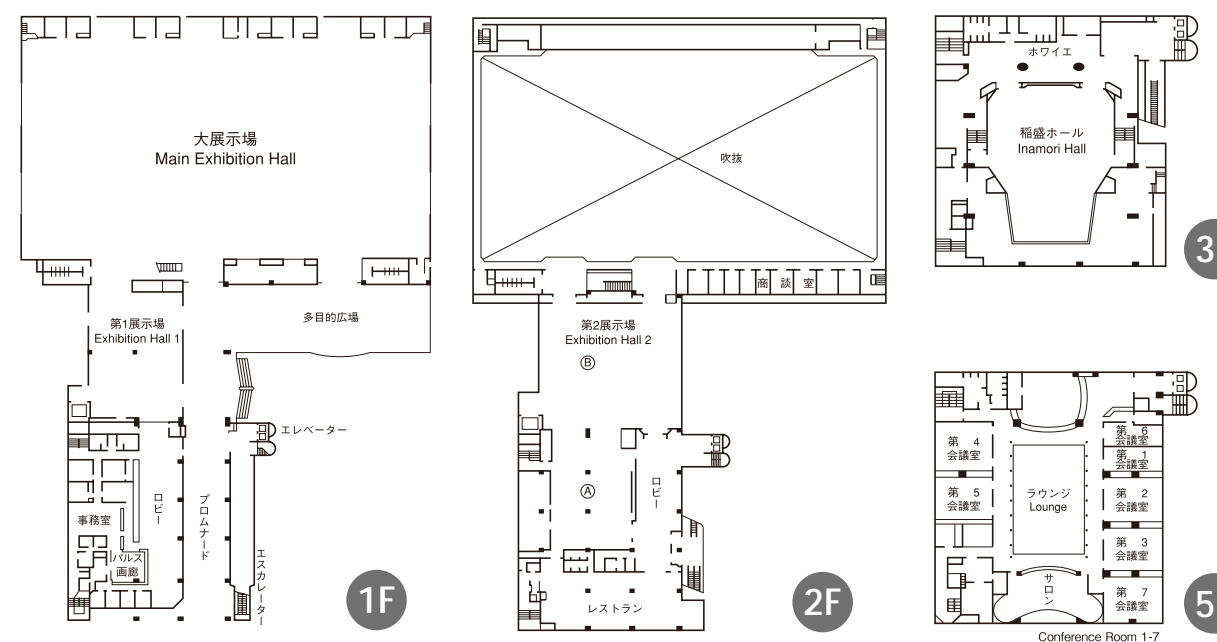 大展示場
Main Exhibition Hall
第1展示場
Exhibition Hall 1
多目的広場
エレベーター
ロビー
プロムナード
事務室
パルス
画廊
エスカレーター
1F
吹抜
商談室
第2展示場
Exhibition Hall 2
B
A
ロビー
レストラン
2F
ホワイエ
稲盛ホール
Inamori Hall
3
第 4
会議室
第 5
会議室
ラウンジ
Lounge
サロン
第 6
会議室
第 1
会議室
第 2
会議室
第 3
会議室
第 7
会議室
5
Conference Room 1-7